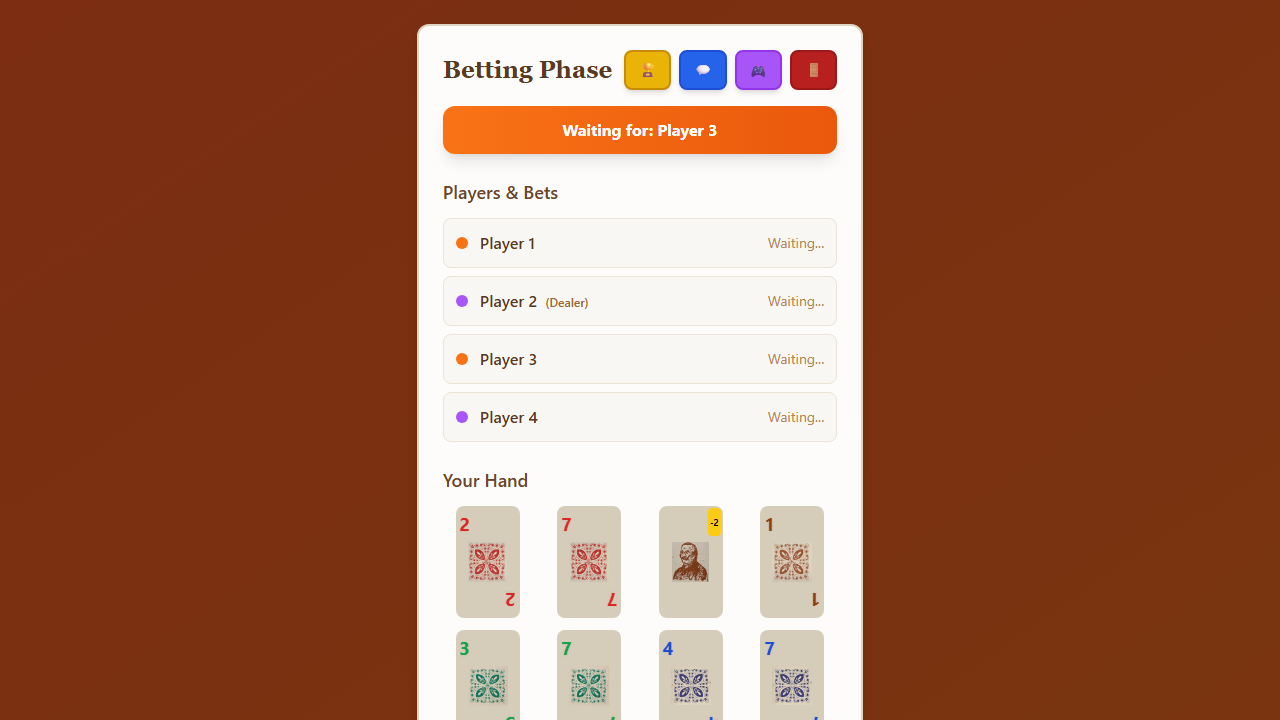 Betting Phase
Waiting for: Player 3
Players & Bets
Player 1 Waiting...
Player 2 (Dealer) Waiting...
Player 3 Waiting...
Player 4 Waiting...
Your Hand
2 7 -2 1
2 7 1
3 7 4 7